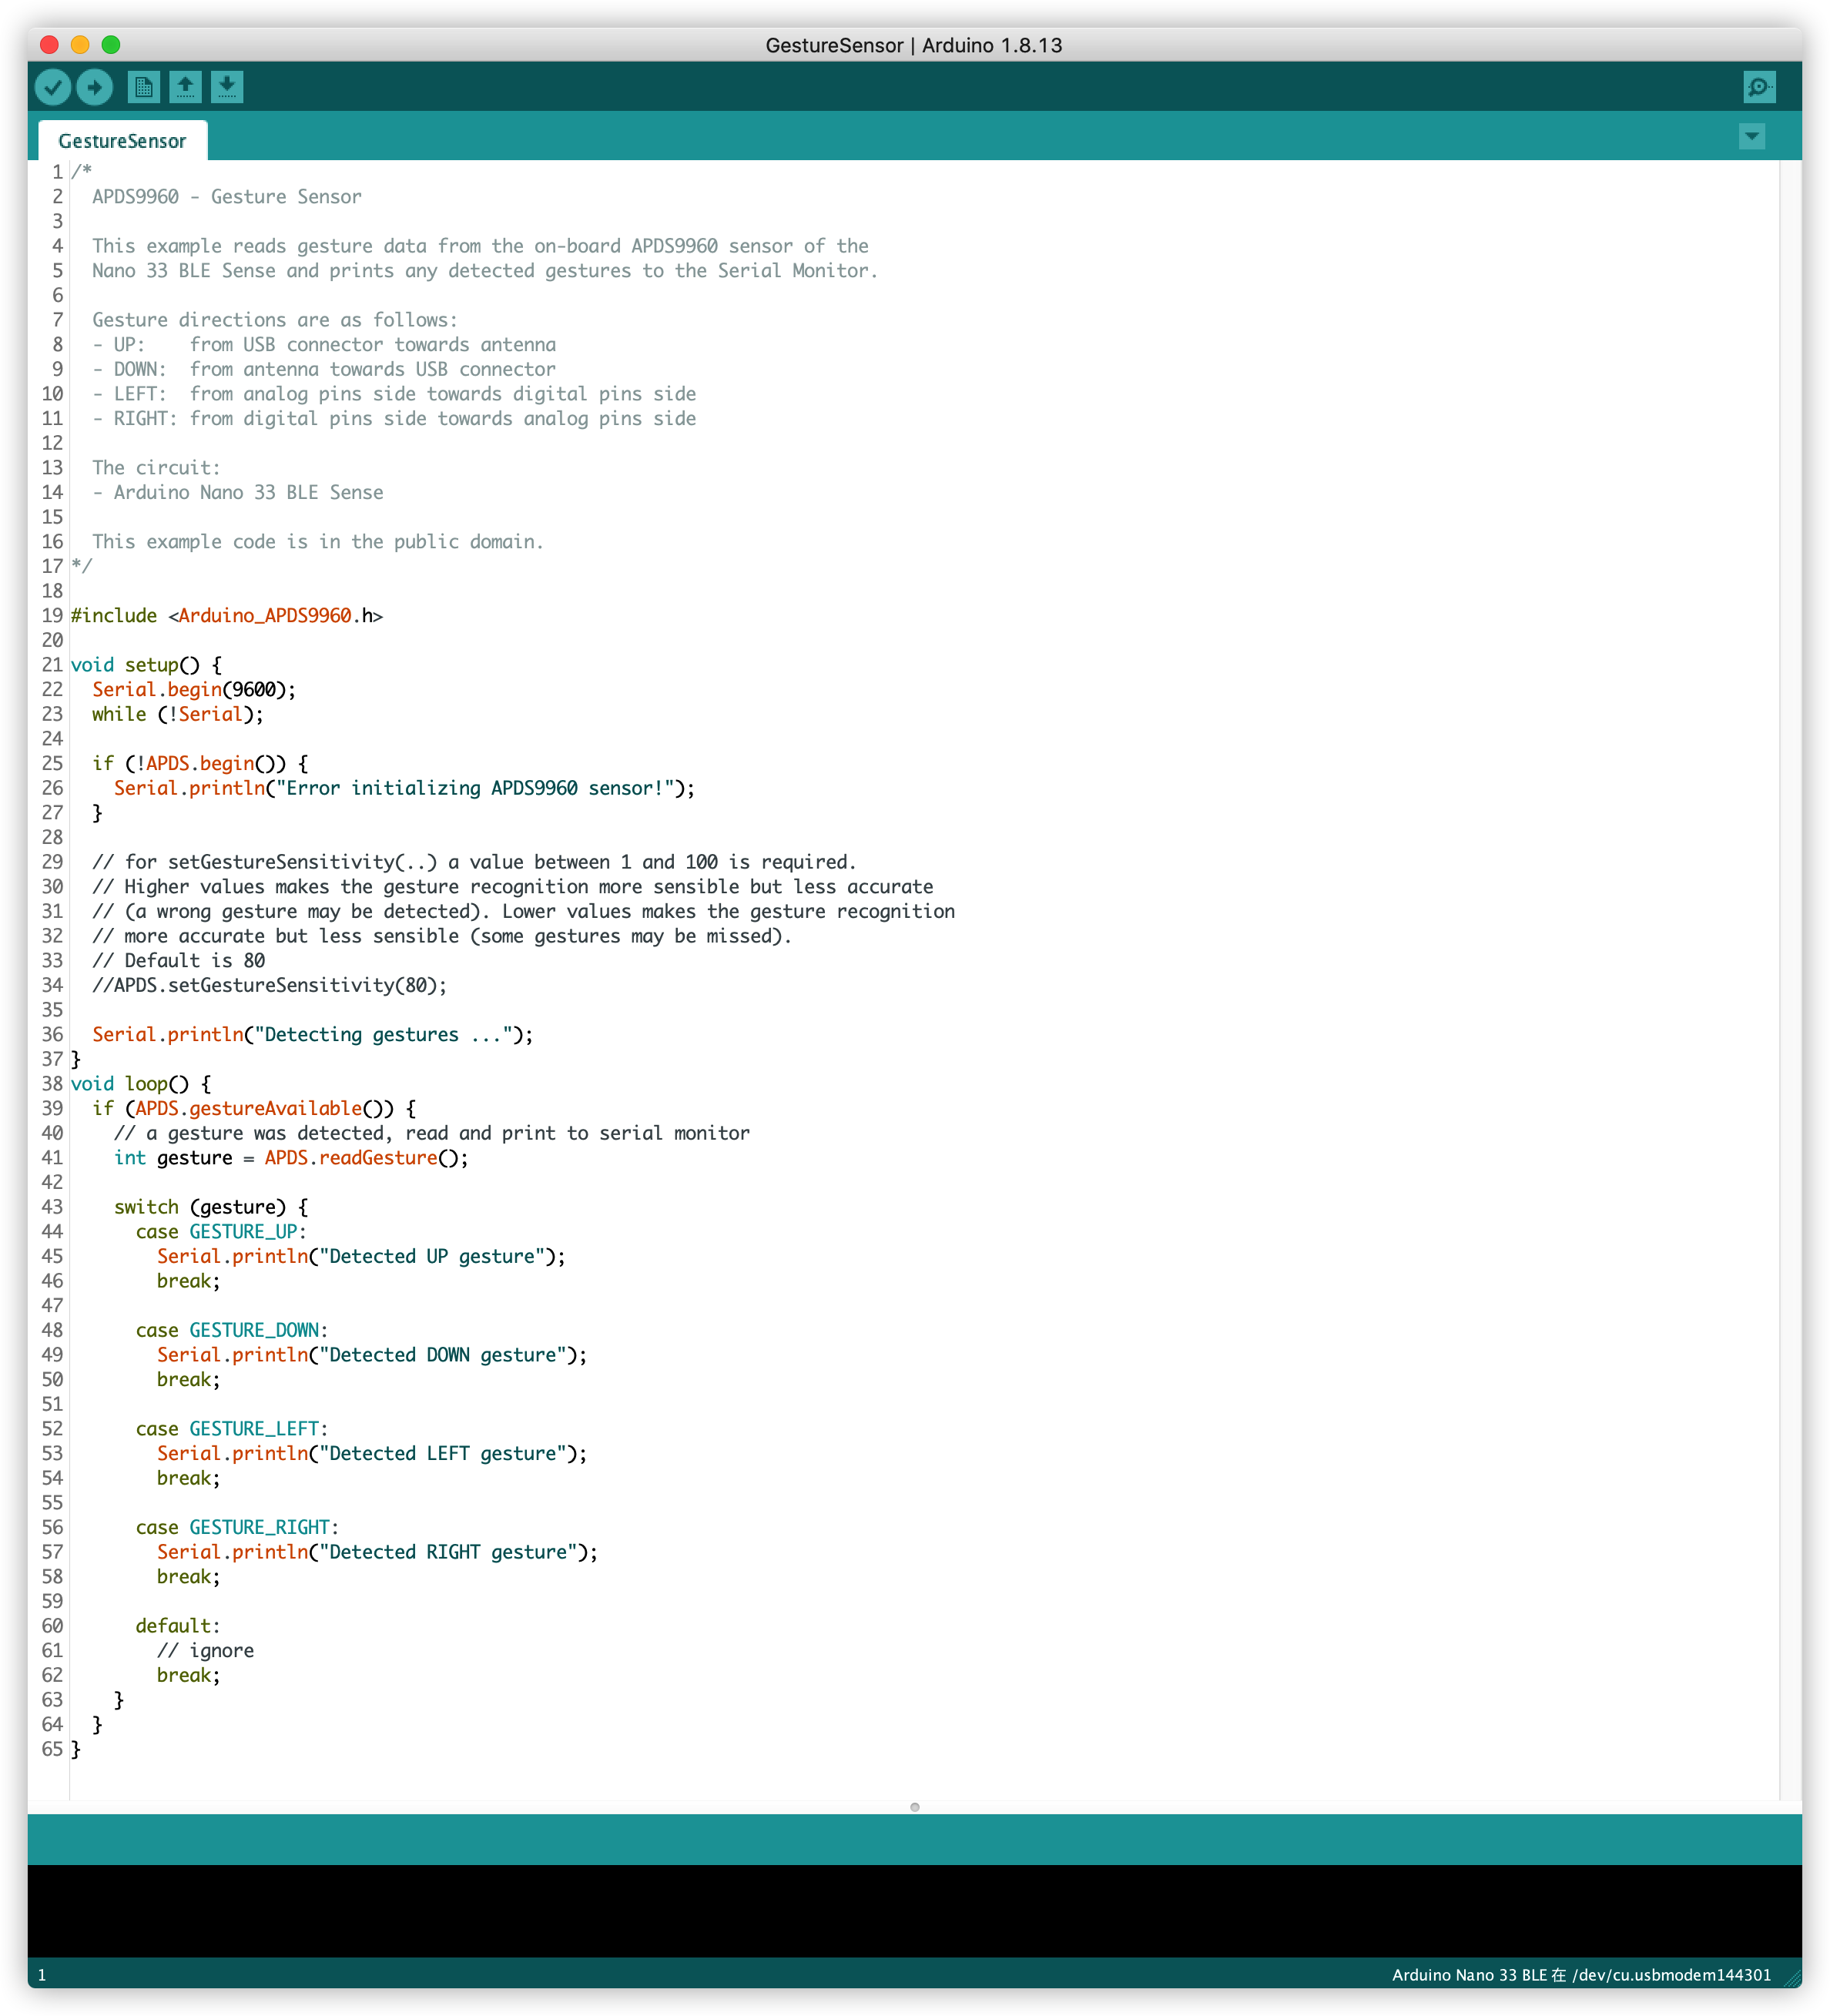 GestureSensor | Arduino 1.8.13
GestureSensor
1 /*
2   APDS9960 - Gesture Sensor
3
4   This example reads gesture data from the on-board APDS9960 sensor of the
5   Nano 33 BLE Sense and prints any detected gestures to the Serial Monitor.
6
7   Gesture directions are as follows:
8   - UP:    from USB connector towards antenna
9   - DOWN:  from antenna towards USB connector
10   - LEFT:  from analog pins side towards digital pins side
11   - RIGHT: from digital pins side towards analog pins side
12
13   The circuit:
14   - Arduino Nano 33 BLE Sense
15
16   This example code is in the public domain.
17 */
18
19 #include <Arduino_APDS9960.h>
20
21 void setup() {
22   Serial.begin(9600);
23   while (!Serial);
24
25   if (!APDS.begin()) {
26     Serial.println("Error initializing APDS9960 sensor!");
27   }
28
29   // for setGestureSensitivity(..) a value between 1 and 100 is required.
30   // Higher values makes the gesture recognition more sensible but less accurate
31   // (a wrong gesture may be detected). Lower values makes the gesture recognition
32   // more accurate but less sensible (some gestures may be missed).
33   // Default is 80
34   //APDS.setGestureSensitivity(80);
35
36   Serial.println("Detecting gestures ...");
37 }
38 void loop() {
39   if (APDS.gestureAvailable()) {
40     // a gesture was detected, read and print to serial monitor
41     int gesture = APDS.readGesture();
42
43     switch (gesture) {
44       case GESTURE_UP:
45         Serial.println("Detected UP gesture");
46         break;
47
48       case GESTURE_DOWN:
49         Serial.println("Detected DOWN gesture");
50         break;
51
52       case GESTURE_LEFT:
53         Serial.println("Detected LEFT gesture");
54         break;
55
56       case GESTURE_RIGHT:
57         Serial.println("Detected RIGHT gesture");
58         break;
59
60       default:
61         // ignore
62         break;
63     }
64   }
65 }
1 Arduino Nano 33 BLE 在 /dev/cu.usbmodem144301